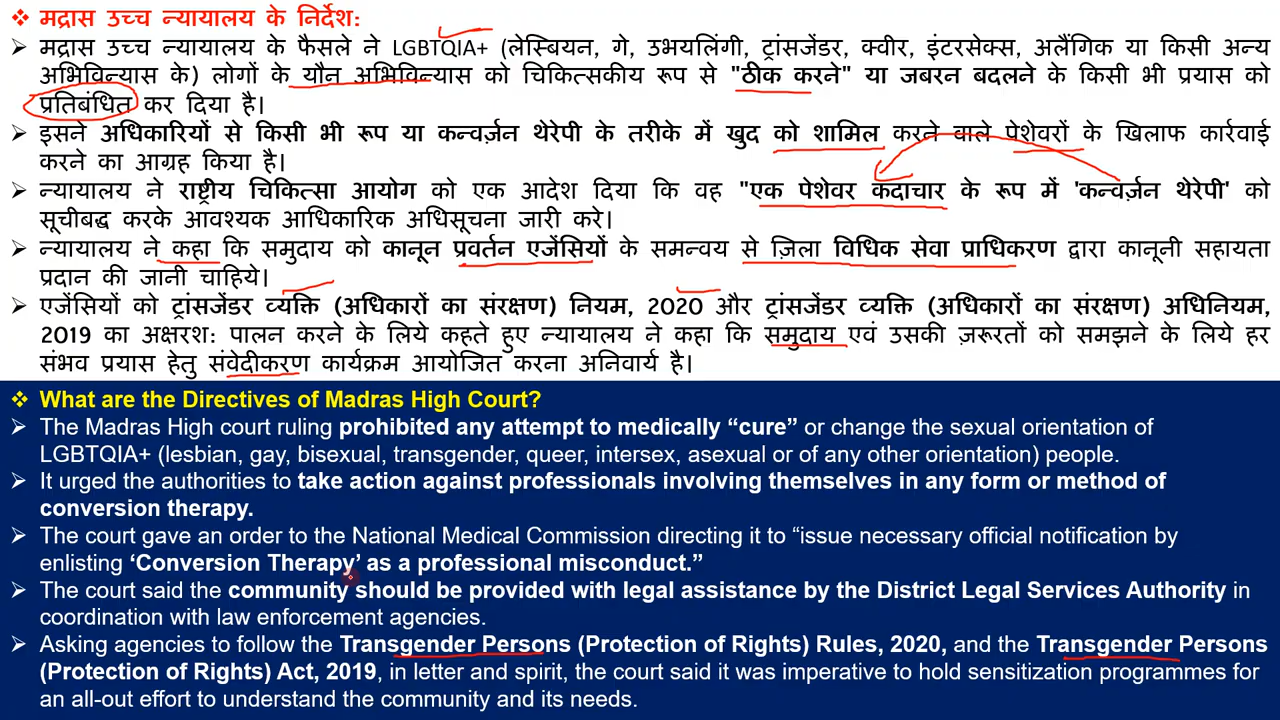 ❖ मद्रास उच्च न्यायालय के निर्देश:
➢ मद्रास उच्च न्यायालय के फैसले ने LGBTQIA+ (लेस्बियन, गे, उभयलिंगी, ट्रांसजेंडर, क्वीर, इंटरसेक्स, अलैंगिक या किसी अन्य
अभिविन्यास के) लोगों के यौन अभिविन्यास को चिकित्सकीय रूप से "ठीक करने" या जबरन बदलने के किसी भी प्रयास को
प्रतिबंधित कर दिया है।
➢ इसने अधिकारियों से किसी भी रूप या कन्वर्ज़न थेरेपी के तरीके में खुद को शामिल करने वाले पेशेवरों के खिलाफ कार्रवाई
करने का आग्रह किया है।
➢ न्यायालय ने राष्ट्रीय चिकित्सा आयोग को एक आदेश दिया कि वह "एक पेशेवर कदाचार के रूप में 'कन्वर्ज़न थेरेपी' को
सूचीबद्ध करके आवश्यक आधिकारिक अधिसूचना जारी करे।
➢ न्यायालय ने कहा कि समुदाय को कानून प्रवर्तन एजेंसियों के समन्वय से ज़िला विधिक सेवा प्राधिकरण द्वारा कानूनी सहायता
प्रदान की जानी चाहिये।
➢ एजेंसियों को ट्रांसजेंडर व्यक्ति (अधिकारों का संरक्षण) नियम, 2020 और ट्रांसजेंडर व्यक्ति (अधिकारों का संरक्षण) अधिनियम,
2019 का अक्षरश: पालन करने के लिये कहते हुए न्यायालय ने कहा कि समुदाय एवं उसकी ज़रूरतों को समझने के लिये हर
संभव प्रयास हेतु संवेदीकरण कार्यक्रम आयोजित करना अनिवार्य है।
❖ What are the Directives of Madras High Court?
➢ The Madras High court ruling prohibited any attempt to medically “cure” or change the sexual orientation of
LGBTQIA+ (lesbian, gay, bisexual, transgender, queer, intersex, asexual or of any other orientation) people.
➢ It urged the authorities to take action against professionals involving themselves in any form or method of
conversion therapy.
➢ The court gave an order to the National Medical Commission directing it to “issue necessary official notification by
enlisting ‘Conversion Therapy’ as a professional misconduct.”
➢ The court said the community should be provided with legal assistance by the District Legal Services Authority in
coordination with law enforcement agencies.
➢ Asking agencies to follow the Transgender Persons (Protection of Rights) Rules, 2020, and the Transgender Persons
(Protection of Rights) Act, 2019, in letter and spirit, the court said it was imperative to hold sensitization programmes for
an all-out effort to understand the community and its needs.